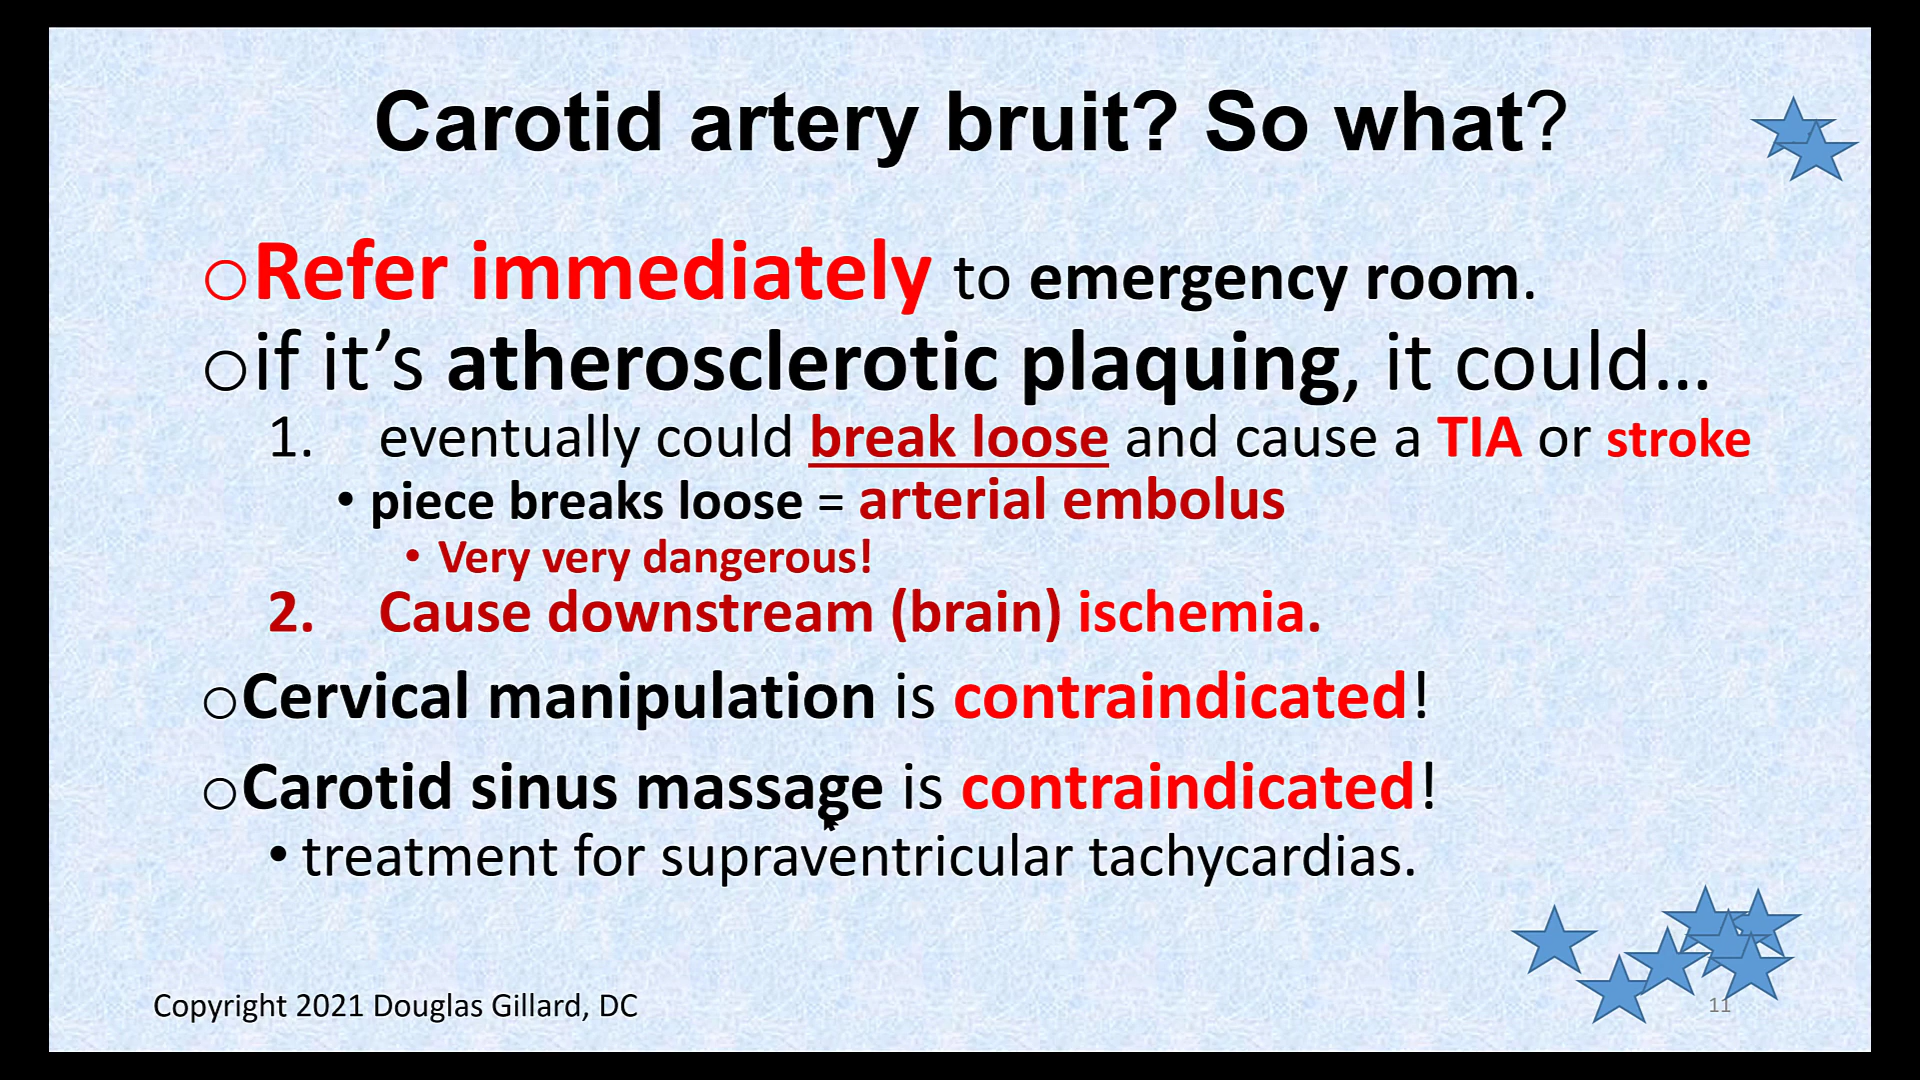 Carotid artery bruit? So what?
oRefer immediately to emergency room.
oif it’s atherosclerotic plaquing, it could...
1. eventually could break loose and cause a TIA or stroke
• piece breaks loose = arterial embolus
• Very very dangerous!
2. Cause downstream (brain) ischemia.
oCervical manipulation is contraindicated!
oCarotid sinus massage is contraindicated!
• treatment for supraventricular tachycardias.
Copyright 2021 Douglas Gillard, DC
11